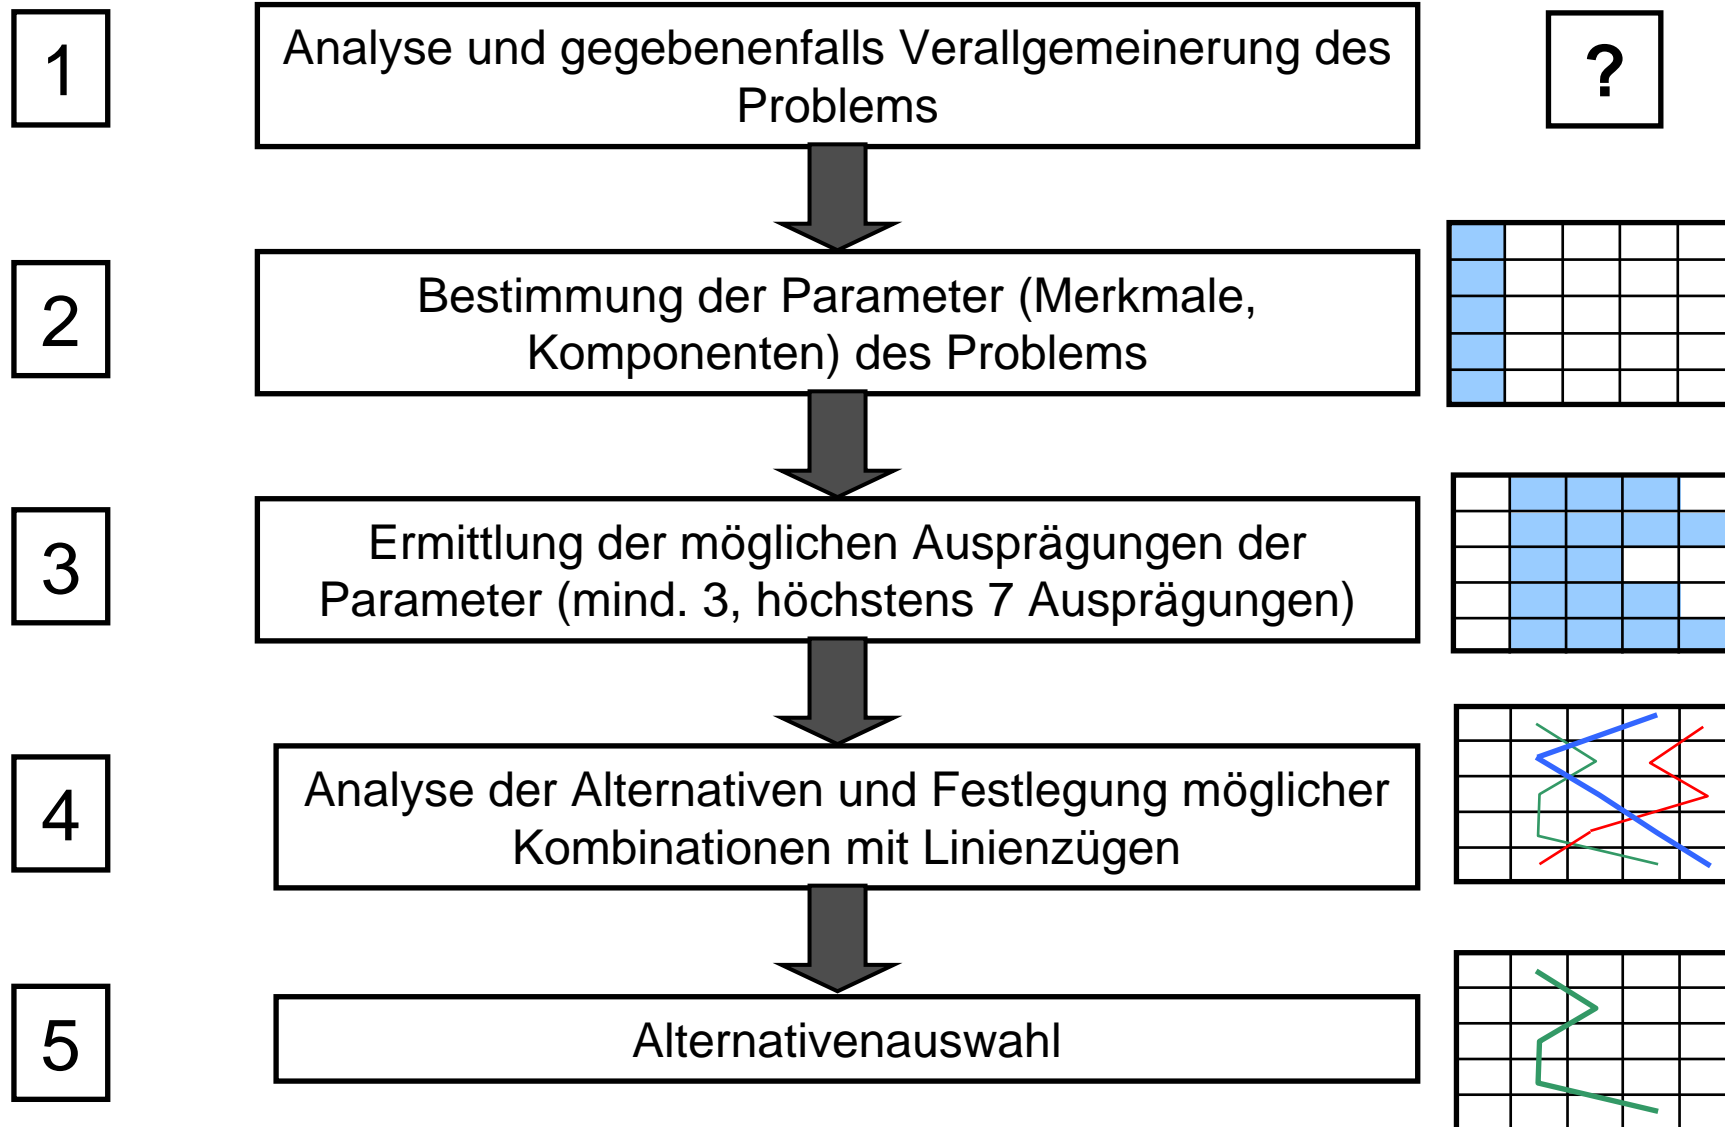 1
Analyse und gegebenenfalls Verallgemeinerung des
Problems
?
2
Bestimmung der Parameter (Merkmale,
Komponenten) des Problems
3
Ermittlung der möglichen Ausprägungen der
Parameter (mind. 3, höchstens 7 Ausprägungen)
4
Analyse der Alternativen und Festlegung möglicher
Kombinationen mit Linienzügen
5
Alternativenauswahl